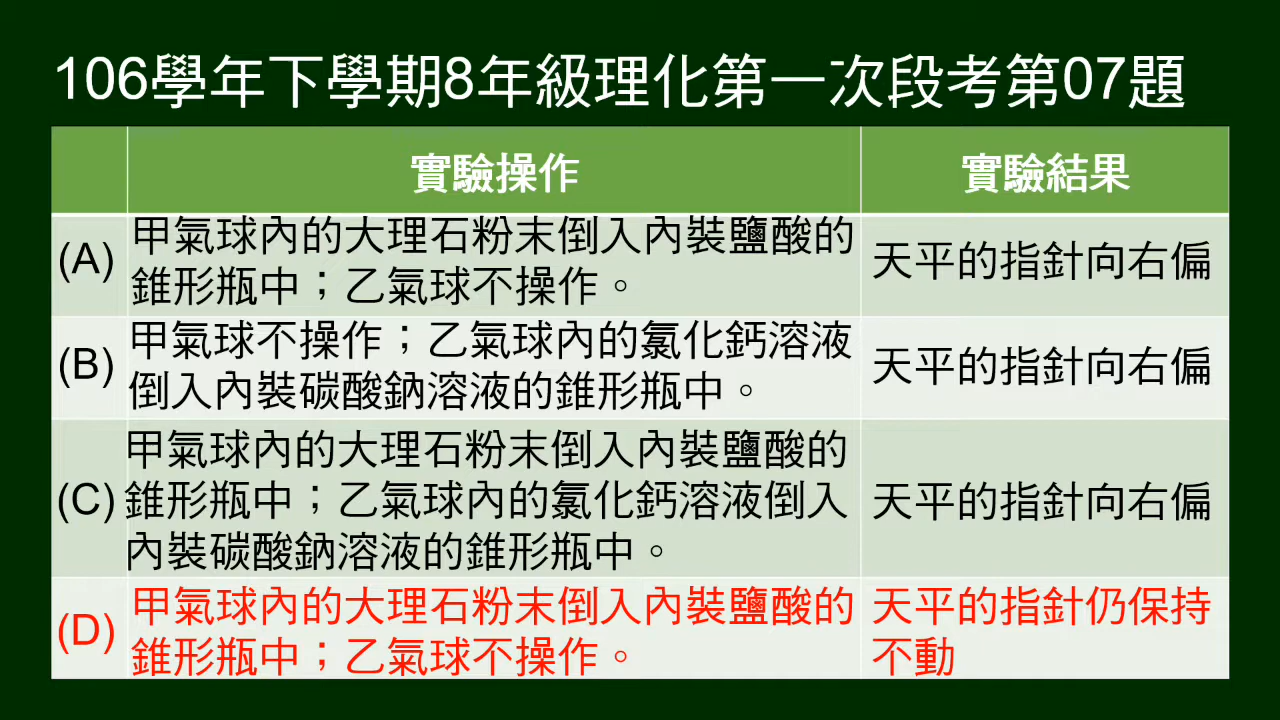 106學年下學期8年級理化第一次段考第07題
實驗操作
實驗結果
(A)
甲氣球內的大理石粉末倒入內裝鹽酸的
錐形瓶中；乙氣球不操作。
天平的指針向右偏
(B)
甲氣球不操作；乙氣球內的氯化鈣溶液
倒入內裝碳酸鈉溶液的錐形瓶中。
天平的指針向右偏
(C)
甲氣球內的大理石粉末倒入內裝鹽酸的
錐形瓶中；乙氣球內的氯化鈣溶液倒入
內裝碳酸鈉溶液的錐形瓶中。
天平的指針向右偏
(D)
甲氣球內的大理石粉末倒入內裝鹽酸的
錐形瓶中；乙氣球不操作。
天平的指針仍保持
不動